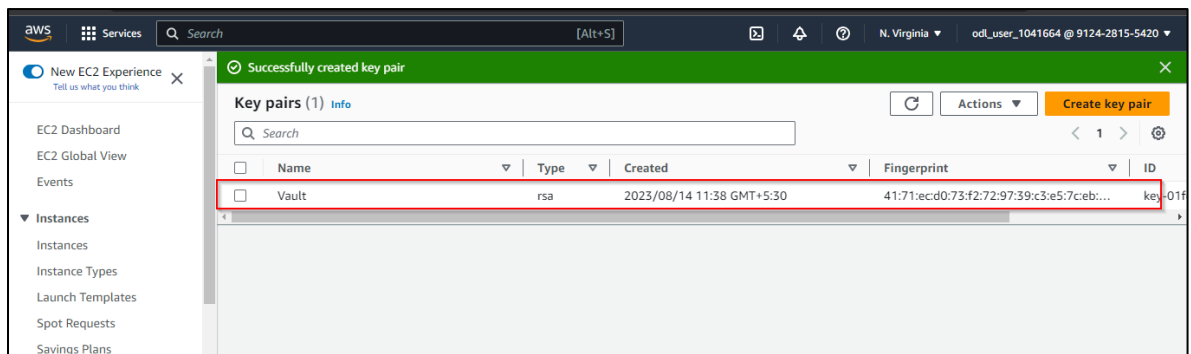 aws Services Search [Alt+S] N. Virginia ▼ odl_user_1041664 @ 9124-2815-5420 ▼
New EC2 Experience
Tell us what you think
EC2 Dashboard
EC2 Global View
Events
▼ Instances
Instances
Instance Types
Launch Templates
Spot Requests
Savings Plans
Successfully created key pair
Key pairs (1) Info
Actions ▼ Create key pair
Search
< 1 >
Name Type Created Fingerprint ID
Vault rsa 2023/08/14 11:38 GMT+5:30 41:71:ec:d0:73:f2:72:97:39:c3:e5:7c:eb:... key-01f